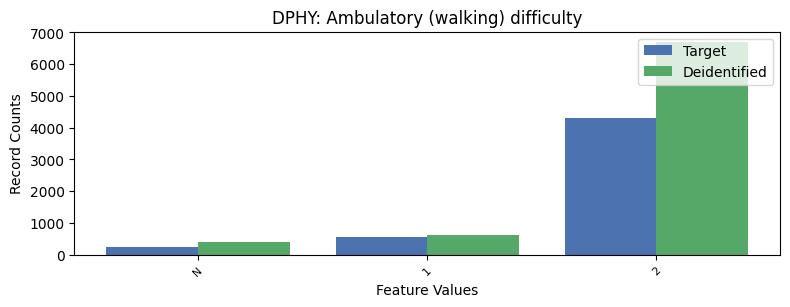 DPHY: Ambulatory (walking) difficulty
Target
Deidentified
7000
6000
5000
4000
3000
2000
1000
0
Record Counts
N
1
2
Feature Values